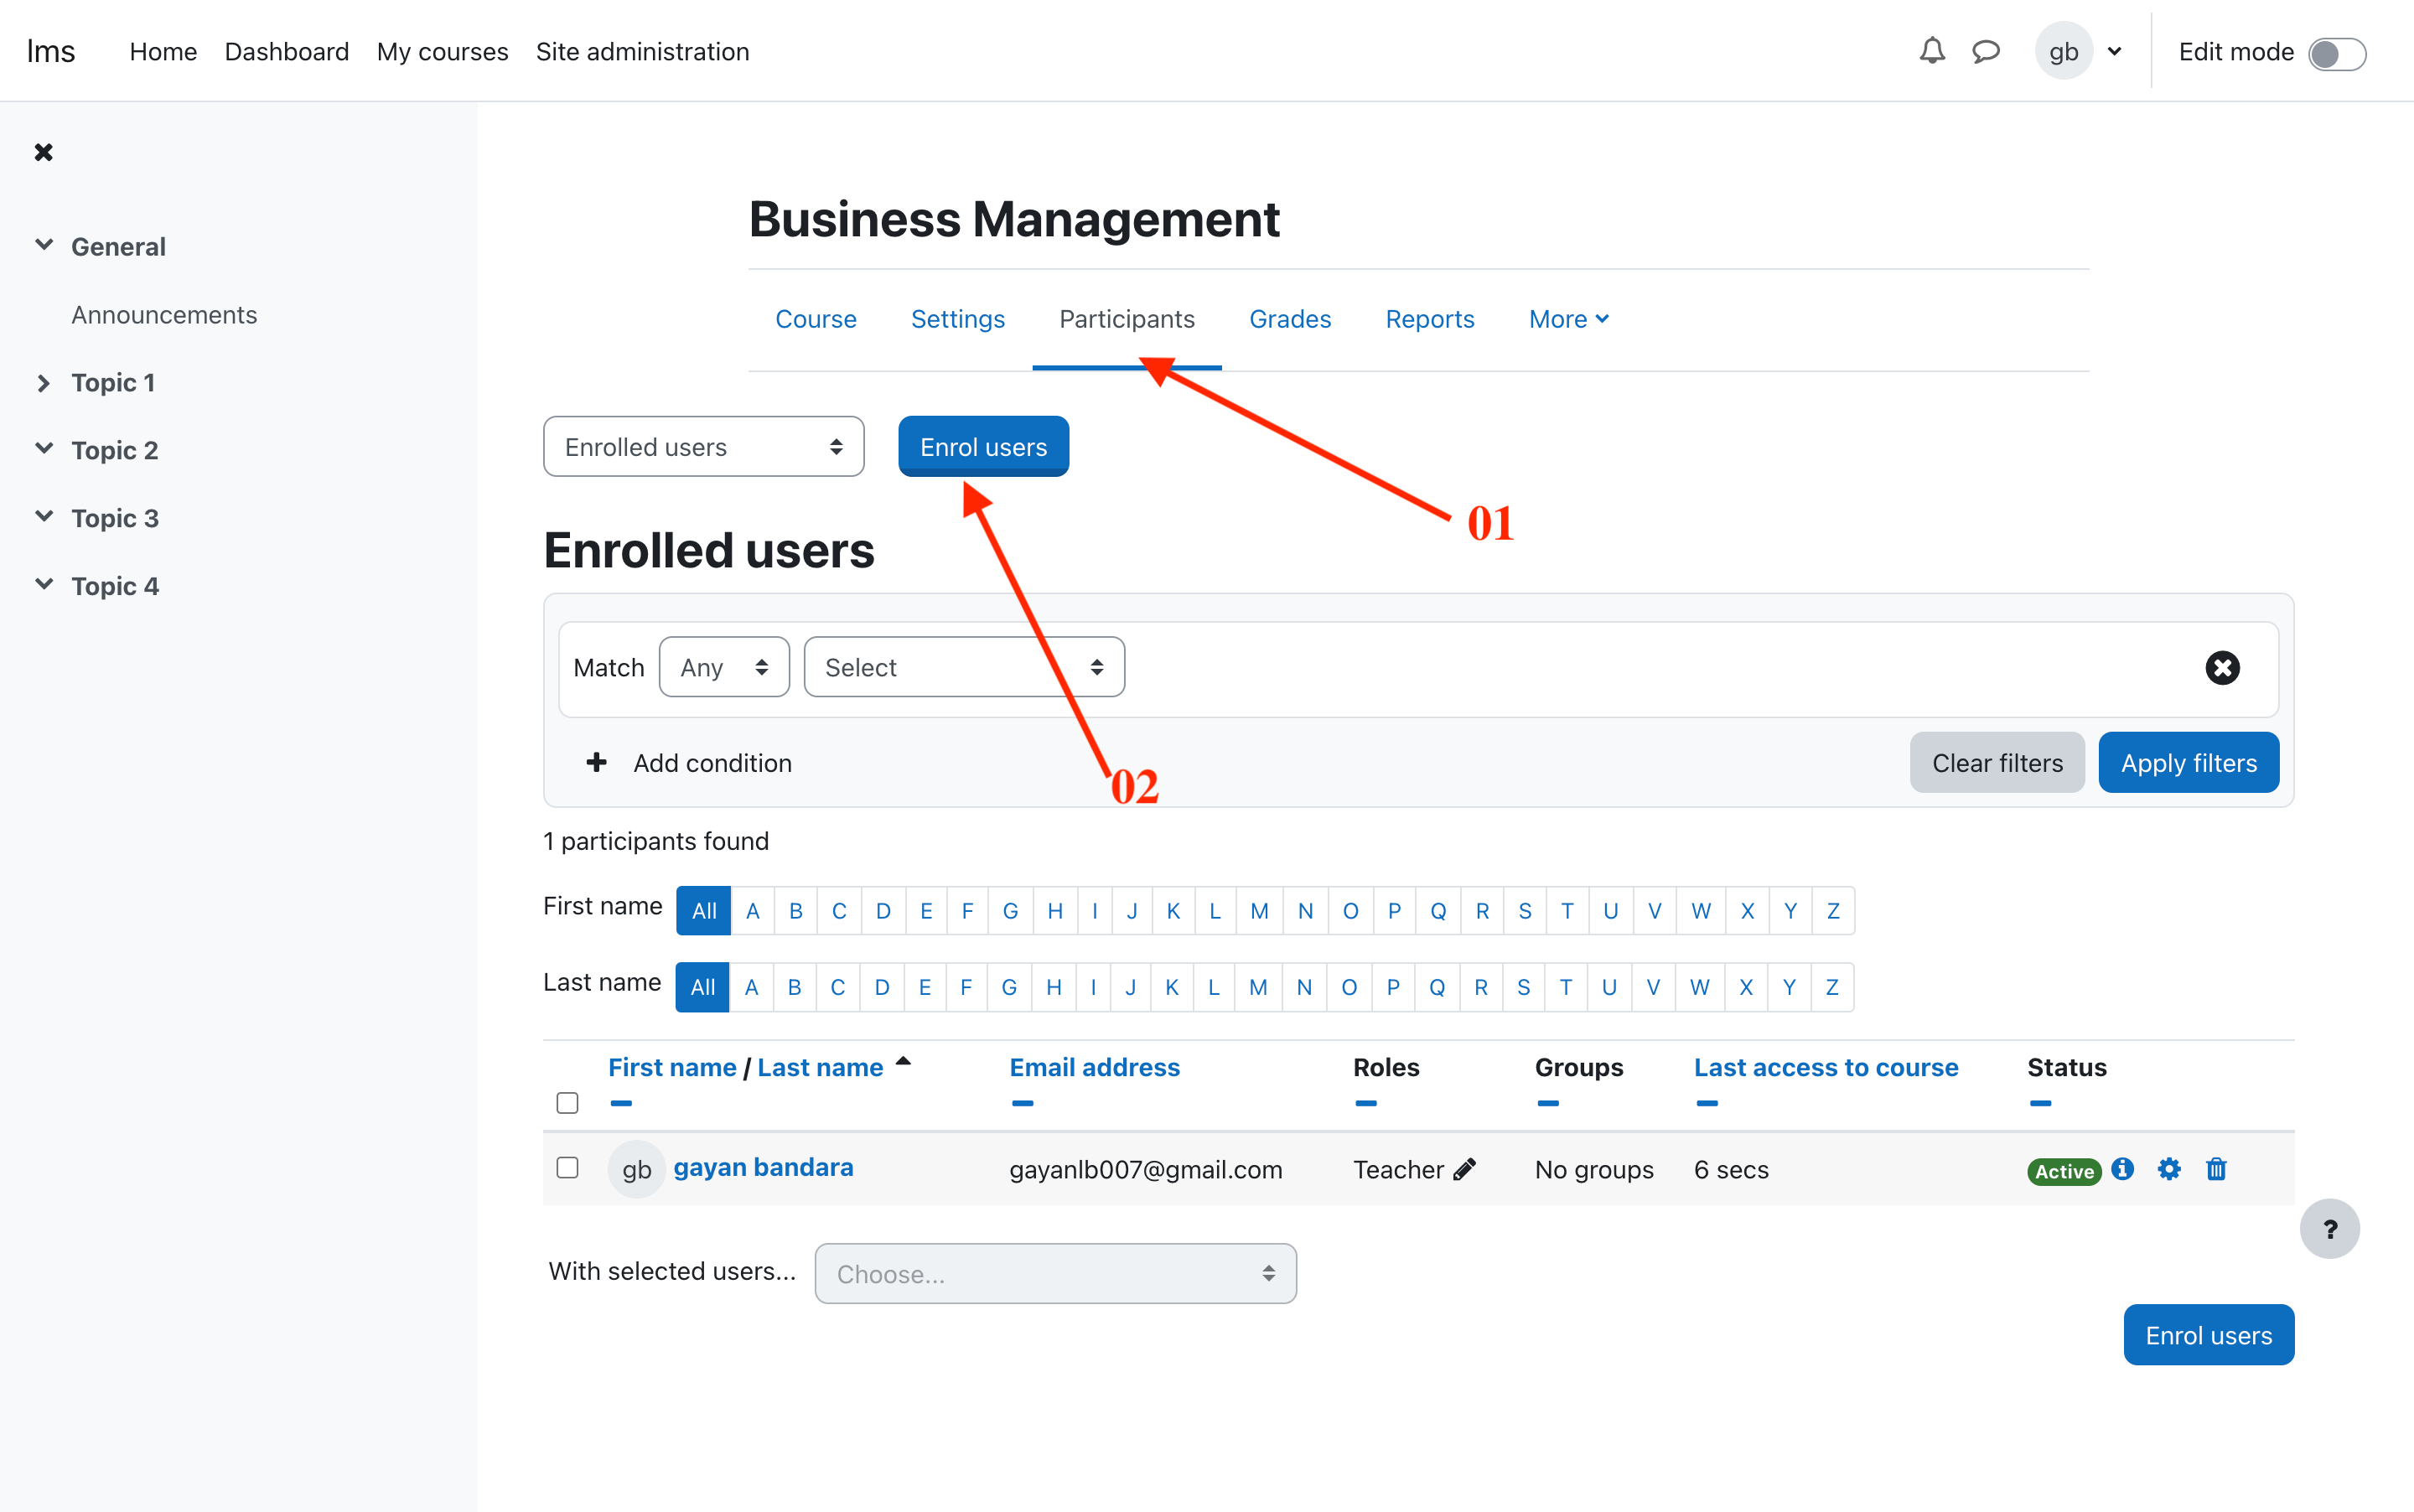 lms Home Dashboard My courses Site administration gb Edit mode
General
Announcements
Topic 1
Topic 2
Topic 3
Topic 4
Business Management
Course Settings Participants Grades Reports More
Enrolled users Enrol users
01
Enrolled users
Match Any Select
Add condition Clear filters Apply filters
02
1 participants found
First name All A B C D E F G H I J K L M N O P Q R S T U V W X Y Z
Last name All A B C D E F G H I J K L M N O P Q R S T U V W X Y Z
First name / Last name Email address Roles Groups Last access to course Status
gb gayan bandara gayanlb007@gmail.com Teacher No groups 6 secs Active
?
With selected users... Choose...
Enrol users